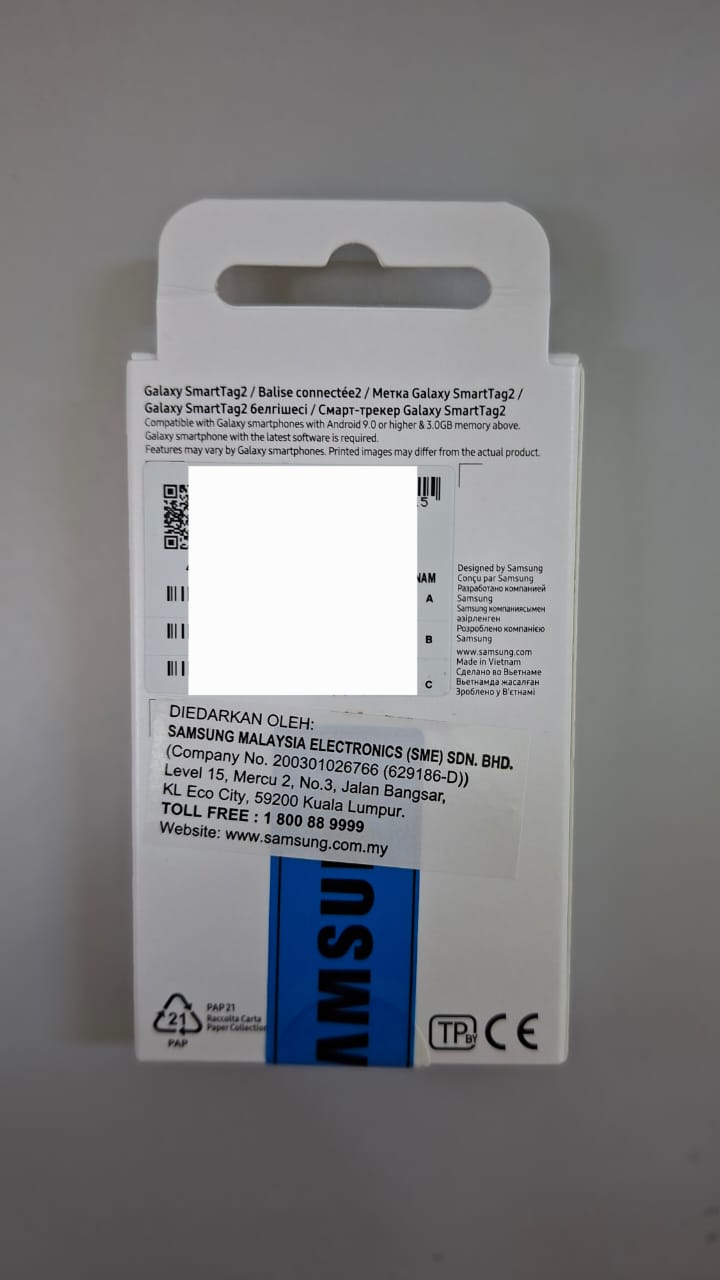 Galaxy SmartTag2 / Balise connectée2 / Метка Galaxy SmartTag2 /
Galaxy SmartTag2 белгішесі / Смарт-трекер Galaxy SmartTag2
Compatible with Galaxy smartphones with Android 9.0 or higher & 3.0GB memory above.
Galaxy smartphone with the latest software is required.
Features may vary by Galaxy smartphones. Printed images may differ from the actual product.
A
B
C
Designed by Samsung
Conçu par Samsung
Разработано компанией
Samsung
Samsung компаниясымен
әзірленген
Розроблено компанією
Samsung
www.samsung.com
Made in Vietnam
Сделано во Вьетнаме
Вьетнамда жасалған
Зроблено у В'єтнамі
DIEDARKAN OLEH:
SAMSUNG MALAYSIA ELECTRONICS (SME) SDN. BHD.
(Company No. 200301026766 (629186-D))
Level 15, Mercu 2, No.3, Jalan Bangsar,
KL Eco City, 59200 Kuala Lumpur.
TOLL FREE : 1 800 88 9999
Website: www.samsung.com.my
AMSU
21
PAP
PAP 21
Raccolta Carta
Paper Collection
TP BY CE